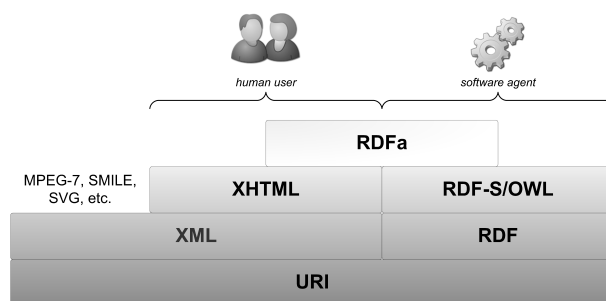 human user
software agent
RDFa
MPEG-7, SMILE,
SVG, etc.
XHTML
RDF-S/OWL
XML
RDF
URI